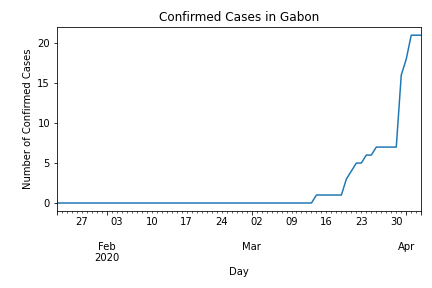 Confirmed Cases in Gabon
Number of Confirmed Cases
20
15
10
5
0
27 03 10 17 24 02 09 16 23 30
Feb Mar Apr
2020
Day